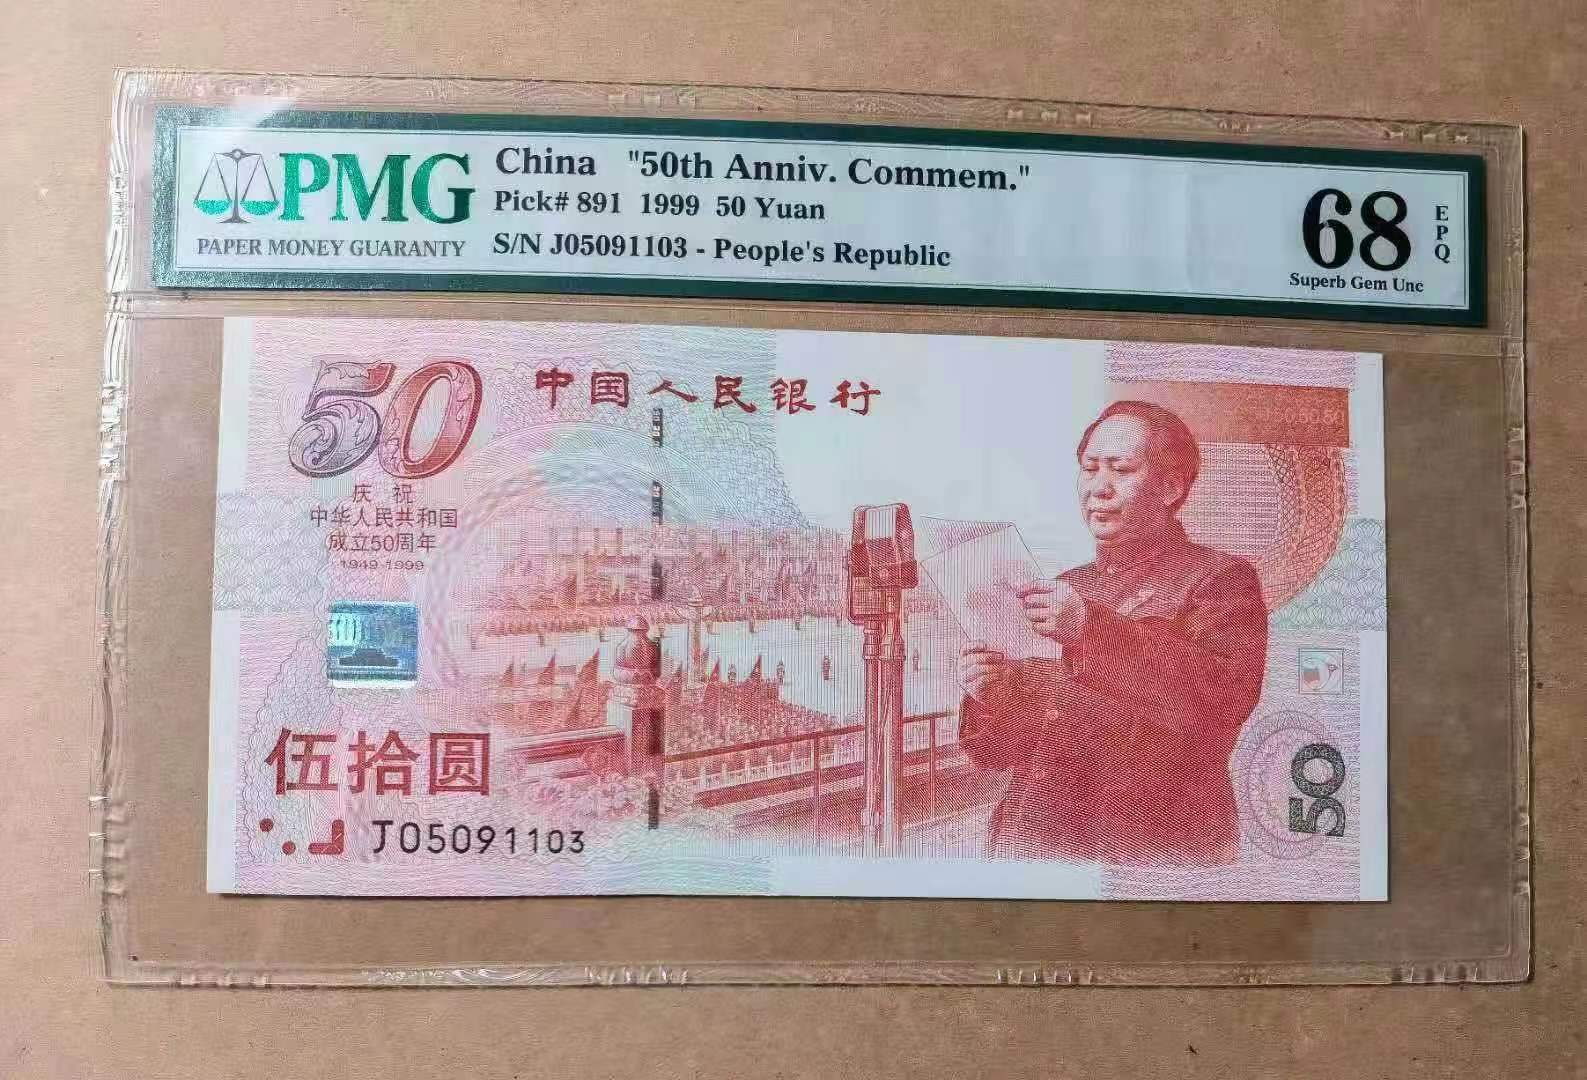 PMG
PAPER MONEY GUARANTY
China "50th Anniv. Commem."
Pick# 891 1999 50 Yuan
S/N J05091103 - People's Republic
68
EPQ
Superb Gem Unc
50
中国人民银行
庆祝
中华人民共和国
成立50周年
1949-1999
伍拾圆
J05091103
50